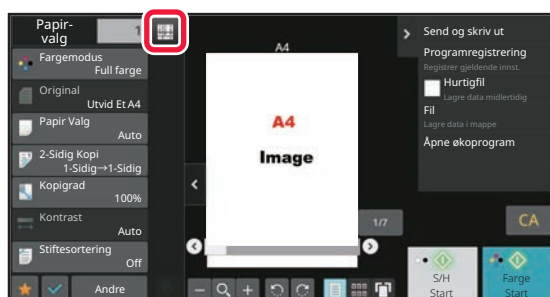 Papir-
valg
1
Fargemodus
Full farge
Original
Utvid Et A4
Papir Valg
Auto
2-Sidig Kopi
1-Sidig→1-Sidig
Kopigrad
100%
Kontrast
Auto
Stiftesortering
Off
Andre
A4
A4
Image
1/7
Send og skriv ut
Programregistrering
Registrer gjeldende innst.
Hurtigfil
Lagre data midlertidig
Fil
Lagre data i mappe
Åpne økoprogram
CA
S/H
Start
Farge
Start